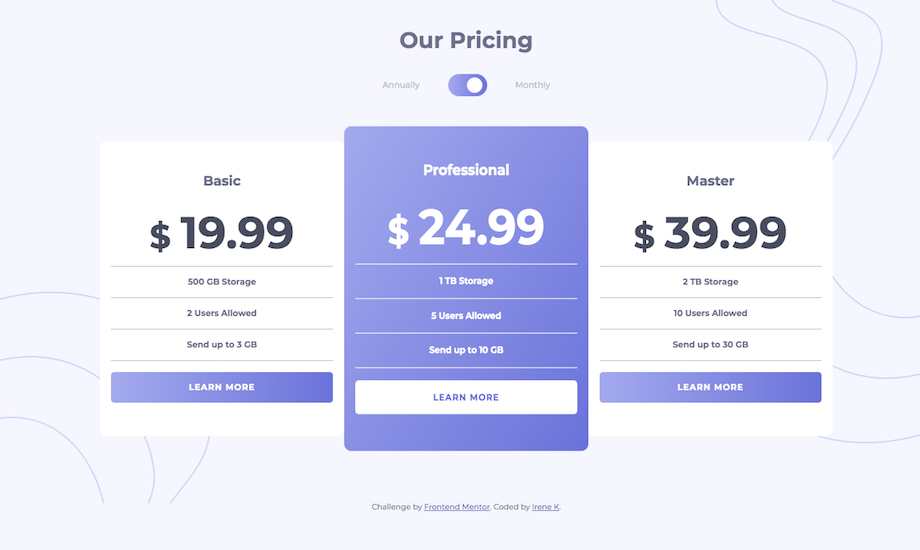 Our Pricing
Annually Monthly
Basic
$ 19.99
500 GB Storage
2 Users Allowed
Send up to 3 GB
LEARN MORE
Professional
$ 24.99
1 TB Storage
5 Users Allowed
Send up to 10 GB
LEARN MORE
Master
$ 39.99
2 TB Storage
10 Users Allowed
Send up to 30 GB
LEARN MORE
Challenge by Frontend Mentor. Coded by Irene K.